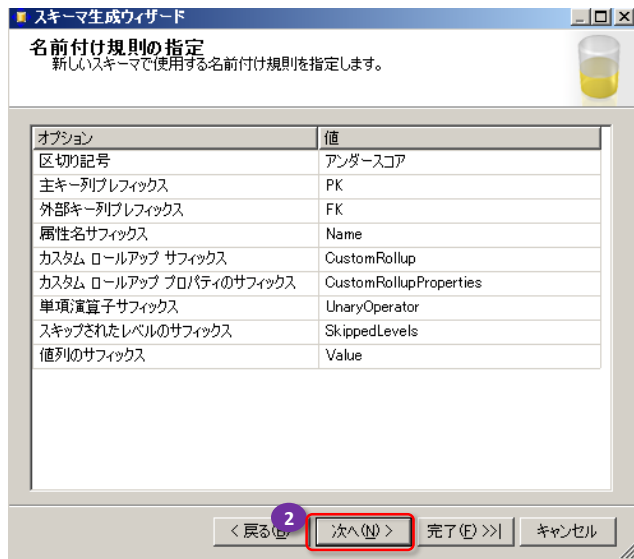 スキーマ生成ウィザード
名前付け規則の指定
新しいスキーマで使用する名前付け規則を指定します。
オプション 値
区切り記号 アンダースコア
主キー列プレフィックス PK
外部キー列プレフィックス FK
属性名サフィックス Name
カスタム ロールアップ サフィックス CustomRollup
カスタム ロールアップ プロパティのサフィックス CustomRollupProperties
単項演算子サフィックス UnaryOperator
スキップされたレベルのサフィックス SkippedLevels
値列のサフィックス Value
2
< 戻る(B) 次へ(N) > 完了(F) >>| キャンセル